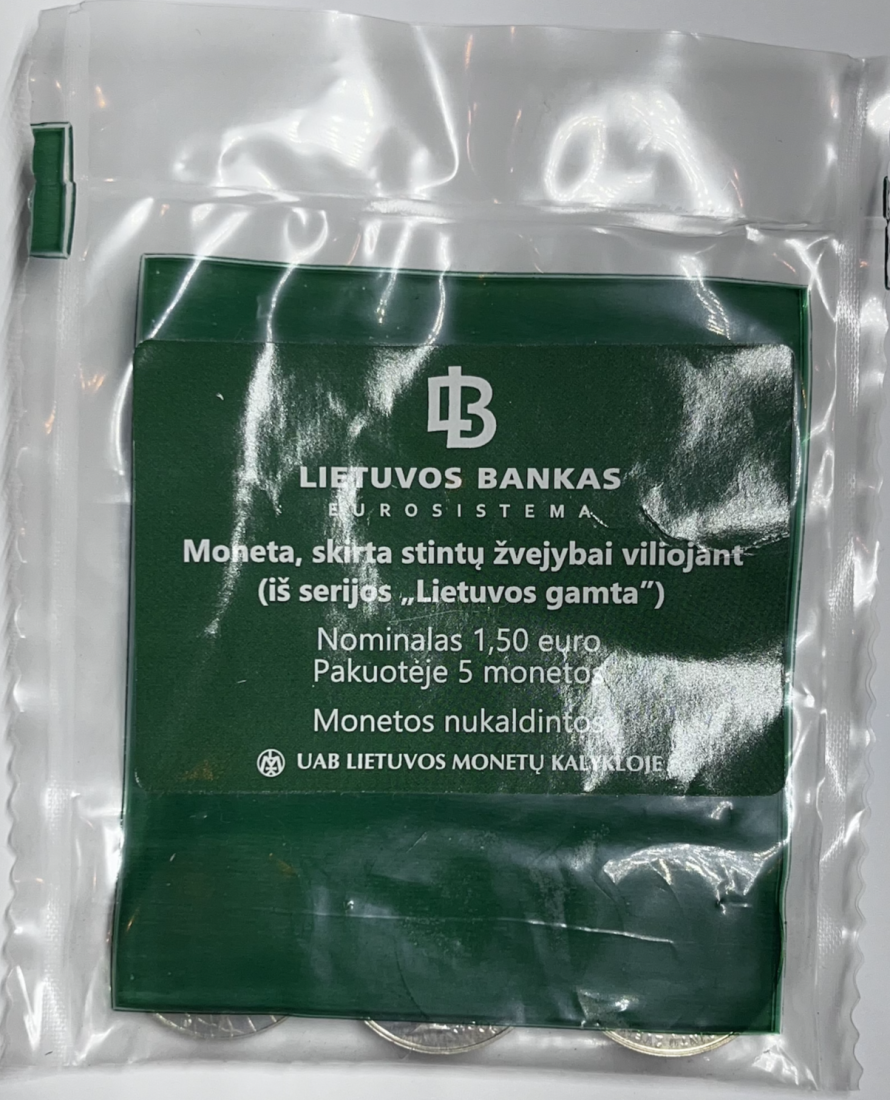 LIETUVOS BANKAS
EUROSISTEMA
Moneta, skirta stintų žvejybai viliojant
(iš serijos „Lietuvos gamta”)
Nominalas 1,50 euro
Pakuotėje 5 monetos
Monetos nukaldintos
UAB LIETUVOS MONETŲ KALYKLOJE